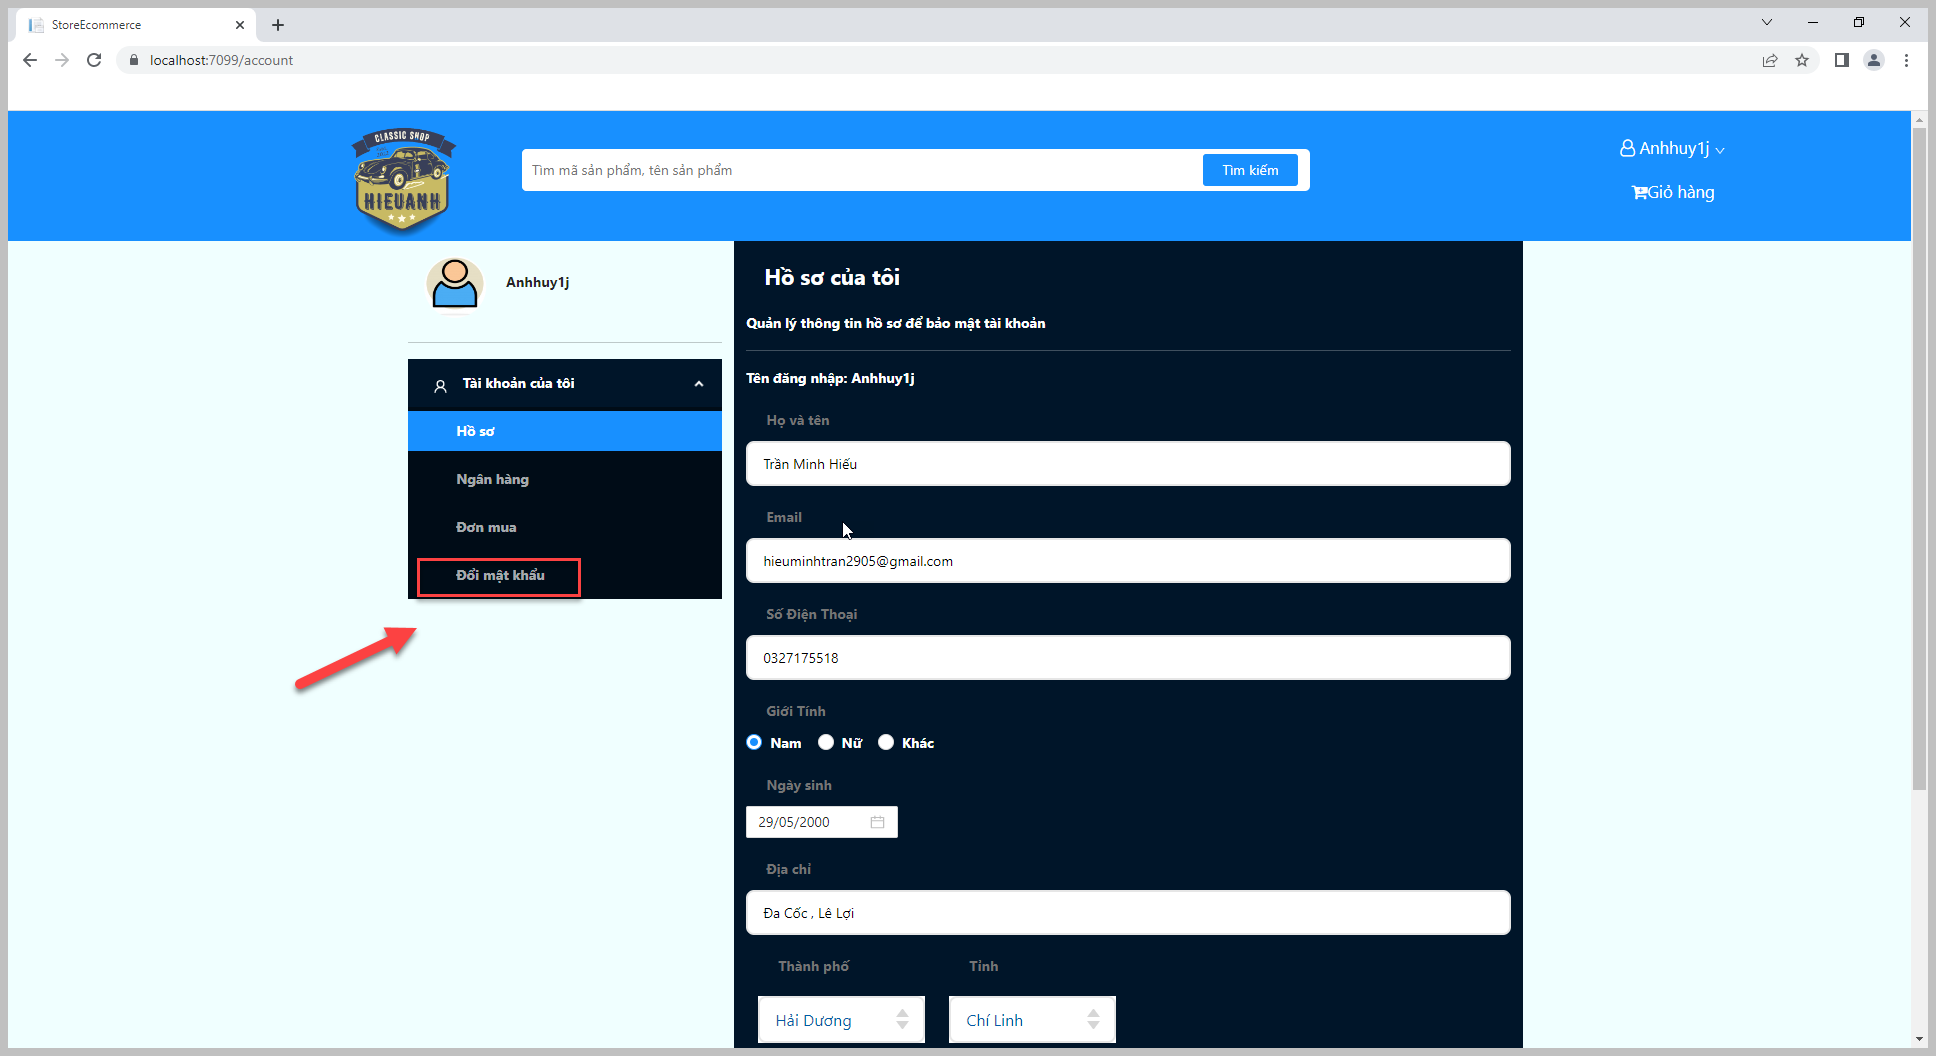 StoreEcommerce
localhost:7099/account
CLASSIC SHOP
HIEUANH
Tìm mã sản phẩm, tên sản phẩm
Tìm kiếm
Anhhuy1j
Giỏ hàng
Anhhuy1j
Tài khoản của tôi
Hồ sơ
Ngân hàng
Đơn mua
Đổi mật khẩu
Hồ sơ của tôi
Quản lý thông tin hồ sơ để bảo mật tài khoản
Tên đăng nhập: Anhhuy1j
Họ và tên
Trần Minh Hiếu
Email
hieuminhtran2905@gmail.com
Số Điện Thoại
0327175518
Giới Tính
Nam Nữ Khác
Ngày sinh
29/05/2000
Địa chỉ
Đa Cốc , Lê Lợi
Thành phố Tỉnh
Hải Dương Chí Linh